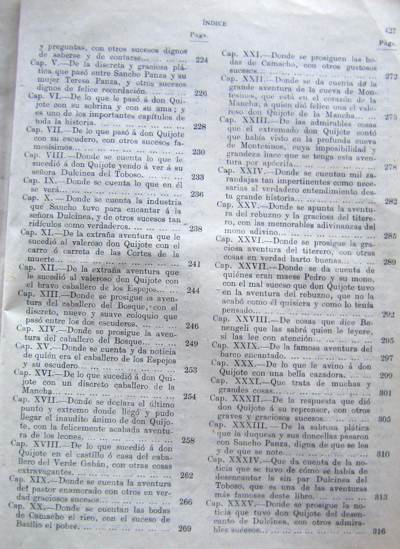 ÍNDICE
427
Págs.
y preguntas, con otros sucesos dignos
de saberse y de contarse... 224
Cap. V.—De la discreta y graciosa plá-
tica que pasó entre Sancho Panza y su
mujer Teresa Panza, y otros sucesos
dignos de felice recordación... 226
Cap. VI.—De lo que le pasó á don Qui-
jote con su sobrina y con su ama; y
es uno de los importantes capítulos de
toda la historia... 228
Cap. VII.—De lo que pasó á don Quijote
con su escudero, con otros sucesos fa-
mosísimos... 230
Cap. VIII.—Donde se cuenta lo que le
sucedió á don Quijote yendo á ver á su
señora Dulcinea del Toboso... 233
Cap. IX.—Donde se cuenta lo que en él
se verá... 236
Cap. X.—Donde se cuenta la industria
que Sancho tuvo para encantar á la
señora Dulcinea, y de otros sucesos tan
ridículos como verdaderos... 238
Cap. XI.—De la extraña aventura que le
sucedió al valeroso don Quijote con el
carro ó carreta de las Cortes de la
muerte... 241
Cap. XII.—De la extraña aventura que
le sucedió al valeroso don Quijote con
el bravo caballero de los Espejos... 244
Cap. XIII.—Donde se prosigue la aven-
tura del caballero del Bosque, con el
discreto, nuevo y suave coloquio que
pasó entre los dos escuderos... 246
Cap. XIV.—Donde se prosigue la aven-
tura del caballero del Bosque... 249
Cap. XV.—Donde se cuenta y da noticia
de quién era el caballero de los Espejos
y su escudero... 253
Cap. XVI.—De lo que sucedió á don Qui-
jote con un discreto caballero de la
Mancha... 254
Cap. XVII.—Donde se declara el último
punto y extremo donde llegó y pudo
llegar el inaudito ánimo de don Quijo-
te, con la felicemente acabada aventu-
ra de los leones... 258
Cap. XVIII.—De lo que sucedió á don
Quijote en el castillo ó casa del caba-
llero del Verde Gabán, con otras cosas
extravagantes... 262
Cap. XIX.—Donde se cuenta la aventura
del pastor enamorado con otros en ver-
dad graciosos sucesos... 266
Cap. XX.—Donde se cuentan las bodas
de Camacho el rico, con el suceso de
Basilio el pobre... 269
Págs.
Cap. XXI.—Donde se prosiguen las bo-
das de Camacho, con otros gustosos
sucesos... 272
Cap. XXII.—Donde se da cuenta de la
grande aventura de la cueva de Mon-
tesinos, que está en el corazón de la
Mancha, á quien dió felice cima el vale-
roso don Quijote de la Mancha... 275
Cap. XXIII.—De las admirables cosas
que el extremado don Quijote contó
que había visto en la profunda cueva
de Montesinos, cuya imposibilidad y
grandeza hace que se tenga esta aven-
tura por apócrifa... 278
Cap. XXIV.—Donde se cuentan mil za-
randajas tan impertinentes como nece-
sarias al verdadero entendimiento des-
ta grande historia... 282
Cap. XXV.—Donde se apunta la aventu-
ra del rebuzno y la graciosa del titere-
ro, con las memorables adivinanzas del
mono adivino...
Cap. XXVI.—Donde se prosigue la gra-
ciosa aventura del titerero, con otras
cosas en verdad harto buenas... 289
Cap. XXVII.—Donde se da cuenta de
quiénes eran maese Pedro y su mono,
con el mal suceso que don Quijote tuvo
en la aventura del rebuzno, que no la
acabó como él quisiera y como lo tenía
pensado... 292
Cap. XXVIII.—De cosas que dice Be-
nengeli que las sabrá quien le leyere,
si las lee con atención... 295
Cap. XXIX.—De la famosa aventura del
barco encantado... 297
Cap. XXX.—De lo que le avino á don
Quijote con una bella cazadora... 299
Cap. XXXI.—Que trata de muchas y
grandes cosas... 301
Cap. XXXII.—De la respuesta que dió
don Quijote á su reprensor, con otros
graves y graciosos sucesos... 305
Cap. XXXIII.—De la sabrosa plática
que la duquesa y sus doncellas pasaron
con Sancho Panza, digna de que se lea
y de que se note... 310
Cap. XXXIV.—Que da cuenta de la no-
ticia que se tuvo de cómo se había de
desencantar la sin par Dulcinea del
Toboso, que es una de las aventuras
más famosas deste libro... 313
Cap. XXXV.—Donde se prosigue la no-
ticia que tuvo don Quijote del desen-
canto de Dulcinea, con otros admira-
bles sucesos... 316